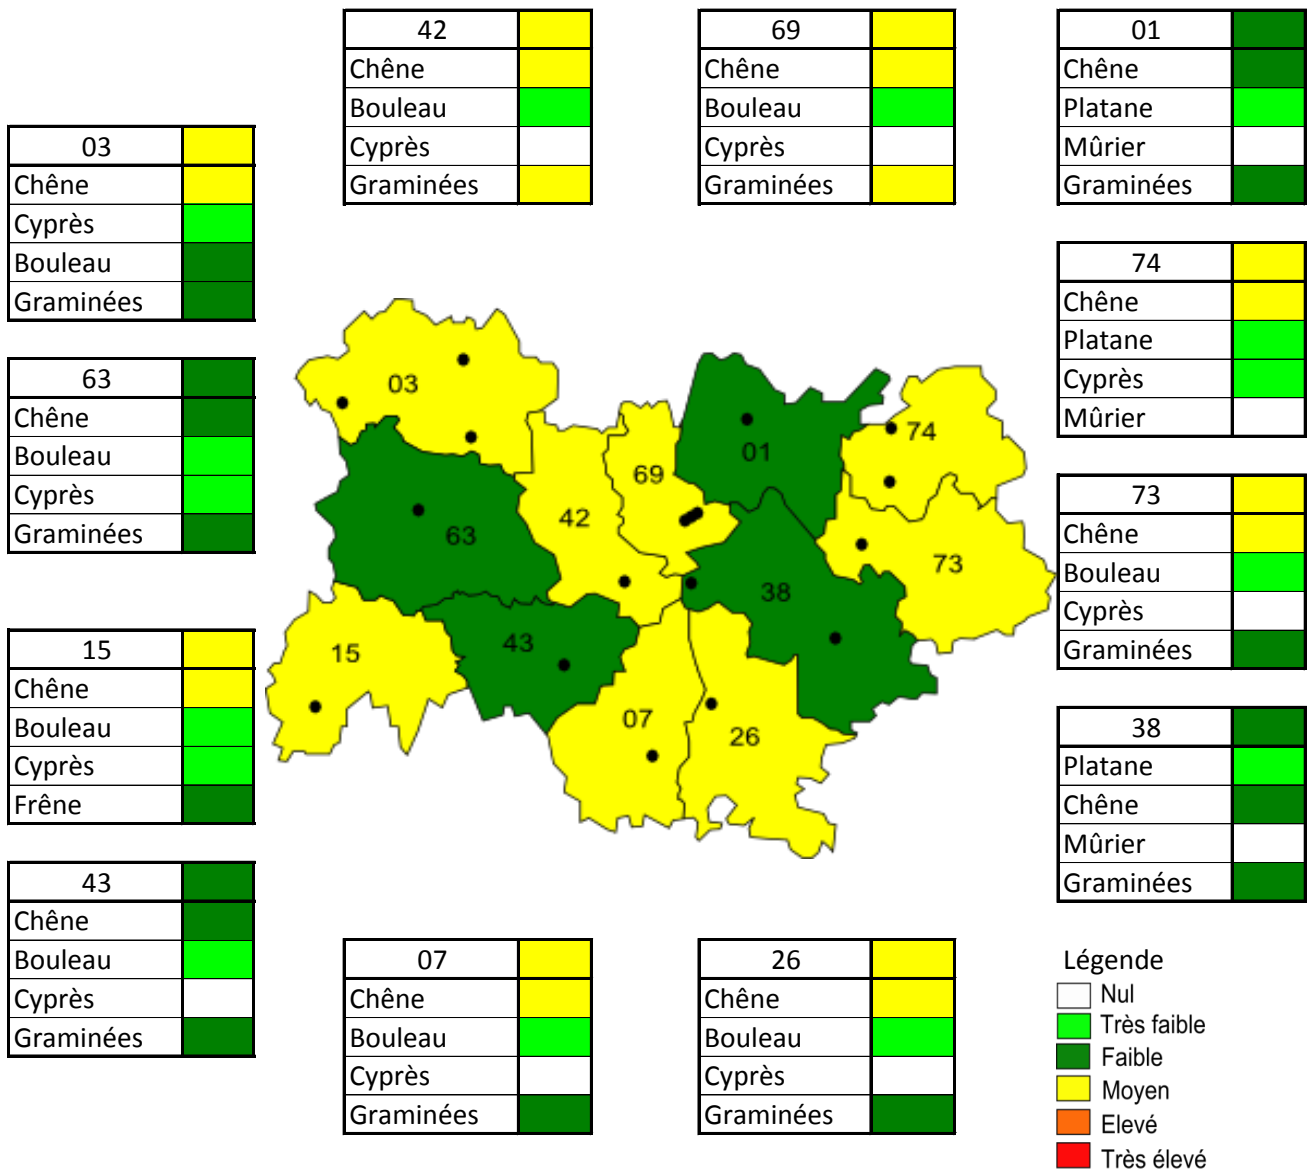 42
Chêne
Bouleau
Cyprès
Graminées
69
Chêne
Bouleau
Cyprès
Graminées
01
Chêne
Platane
Mûrier
Graminées
03
Chêne
Cyprès
Bouleau
Graminées
74
Chêne
Platane
Cyprès
Mûrier
63
Chêne
Bouleau
Cyprès
Graminées
73
Chêne
Bouleau
Cyprès
Graminées
15
Chêne
Bouleau
Cyprès
Frêne
38
Platane
Chêne
Mûrier
Graminées
43
Chêne
Bouleau
Cyprès
Graminées
07
Chêne
Bouleau
Cyprès
Graminées
26
Chêne
Bouleau
Cyprès
Graminées
03
01
74
69
42
63
73
38
43
15
07
26
Légende
Nul
Très faible
Faible
Moyen
Elevé
Très élevé